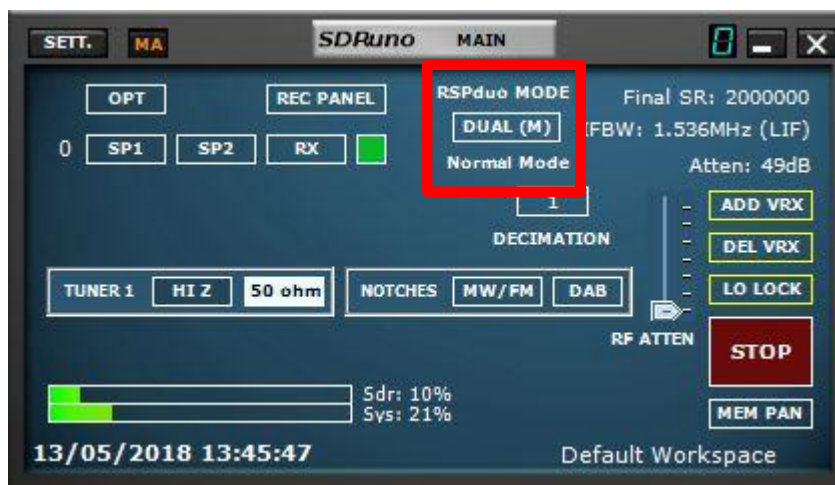 SETT. MA SDRuno MAIN 0
OPT REC PANEL RSPduo MODE Final SR: 2000000
DUAL (M) IFBW: 1.536MHz (LIF)
0 SP1 SP2 RX Normal Mode Atten: 49dB
1 ADD VRX
DECIMATION DEL VRX
TUNER 1 HI Z 50 ohm NOTCHES MW/FM DAB LO LOCK
RF ATTEN STOP
Sdr: 10%
Sys: 21% MEM PAN
13/05/2018 13:45:47 Default Workspace